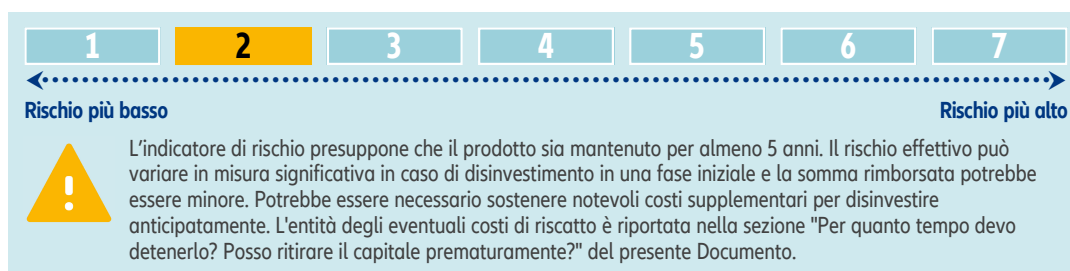 1 2 3 4 5 6 7
Rischio più basso Rischio più alto
L'indicatore di rischio presuppone che il prodotto sia mantenuto per almeno 5 anni. Il rischio effettivo può
variare in misura significativa in caso di disinvestimento in una fase iniziale e la somma rimborsata potrebbe
essere minore. Potrebbe essere necessario sostenere notevoli costi supplementari per disinvestire
anticipatamente. L'entità degli eventuali costi di riscatto è riportata nella sezione "Per quanto tempo devo
detenerlo? Posso ritirare il capitale prematuramente?" del presente Documento.